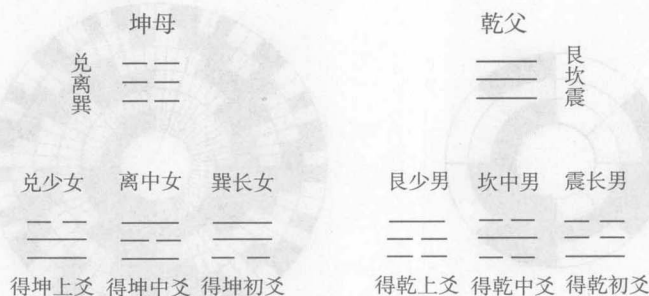 坤母 乾父
兑 艮
离 坎
巽 震
兑少女 离中女 巽长女 艮少男 坎中男 震长男
得坤上爻 得坤中爻 得坤初爻 得乾上爻 得乾中爻 得乾初爻